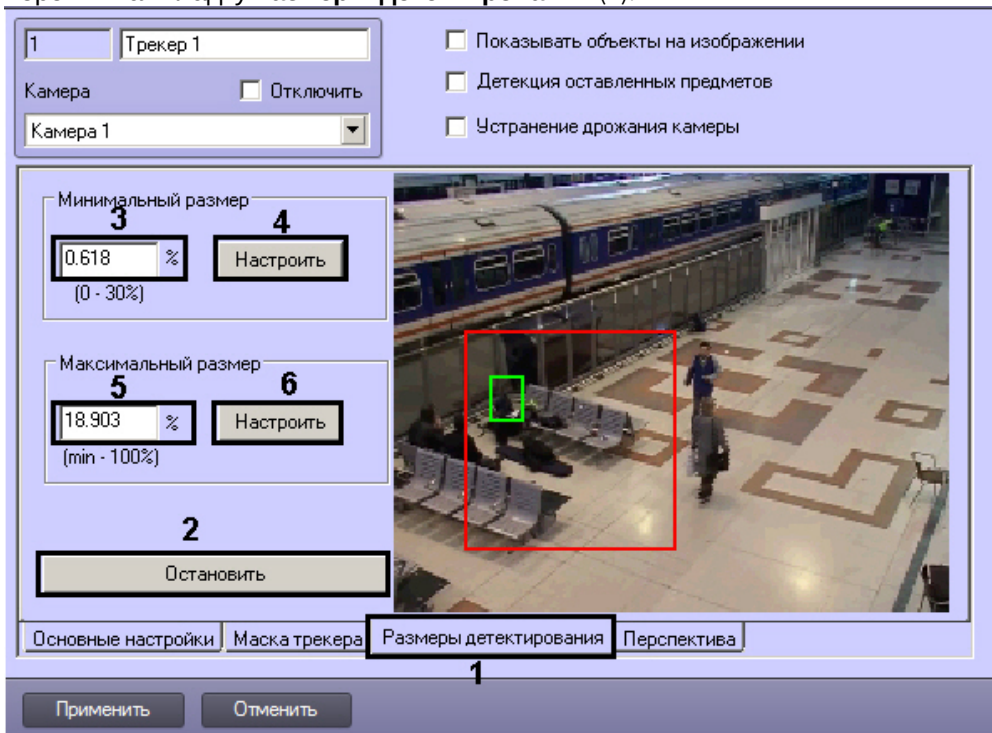 1 Трекер 1
Камера Отключить
Камера 1
Показывать объекты на изображении
Детекция оставленных предметов
Устранение дрожания камеры
Минимальный размер
3 4
0.618 % Настроить
(0 - 30%)
Максимальный размер
5 6
18.903 % Настроить
(min - 100%)
2
Остановить
Основные настройки Маска трекера Размеры детектирования Перспектива
1
Применить Отменить